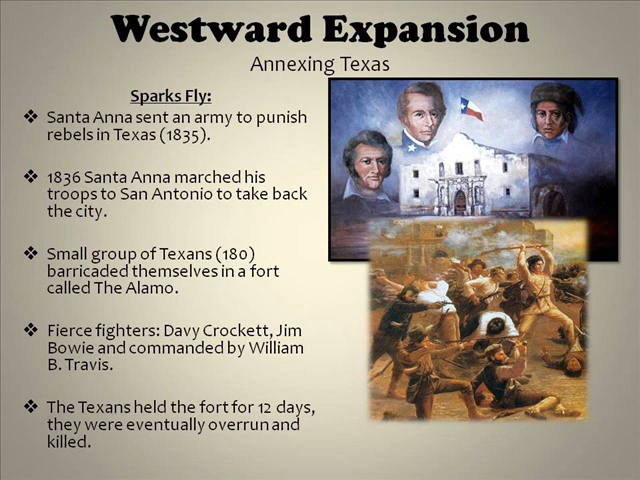 Westward Expansion
Annexing Texas
Sparks Fly:
❖ Santa Anna sent an army to punish
rebels in Texas (1835).
❖ 1836 Santa Anna marched his
troops to San Antonio to take back
the city.
❖ Small group of Texans (180)
barricaded themselves in a fort
called The Alamo.
❖ Fierce fighters: Davy Crockett, Jim
Bowie and commanded by William
B. Travis.
❖ The Texans held the fort for 12 days,
they were eventually overrun and
killed.